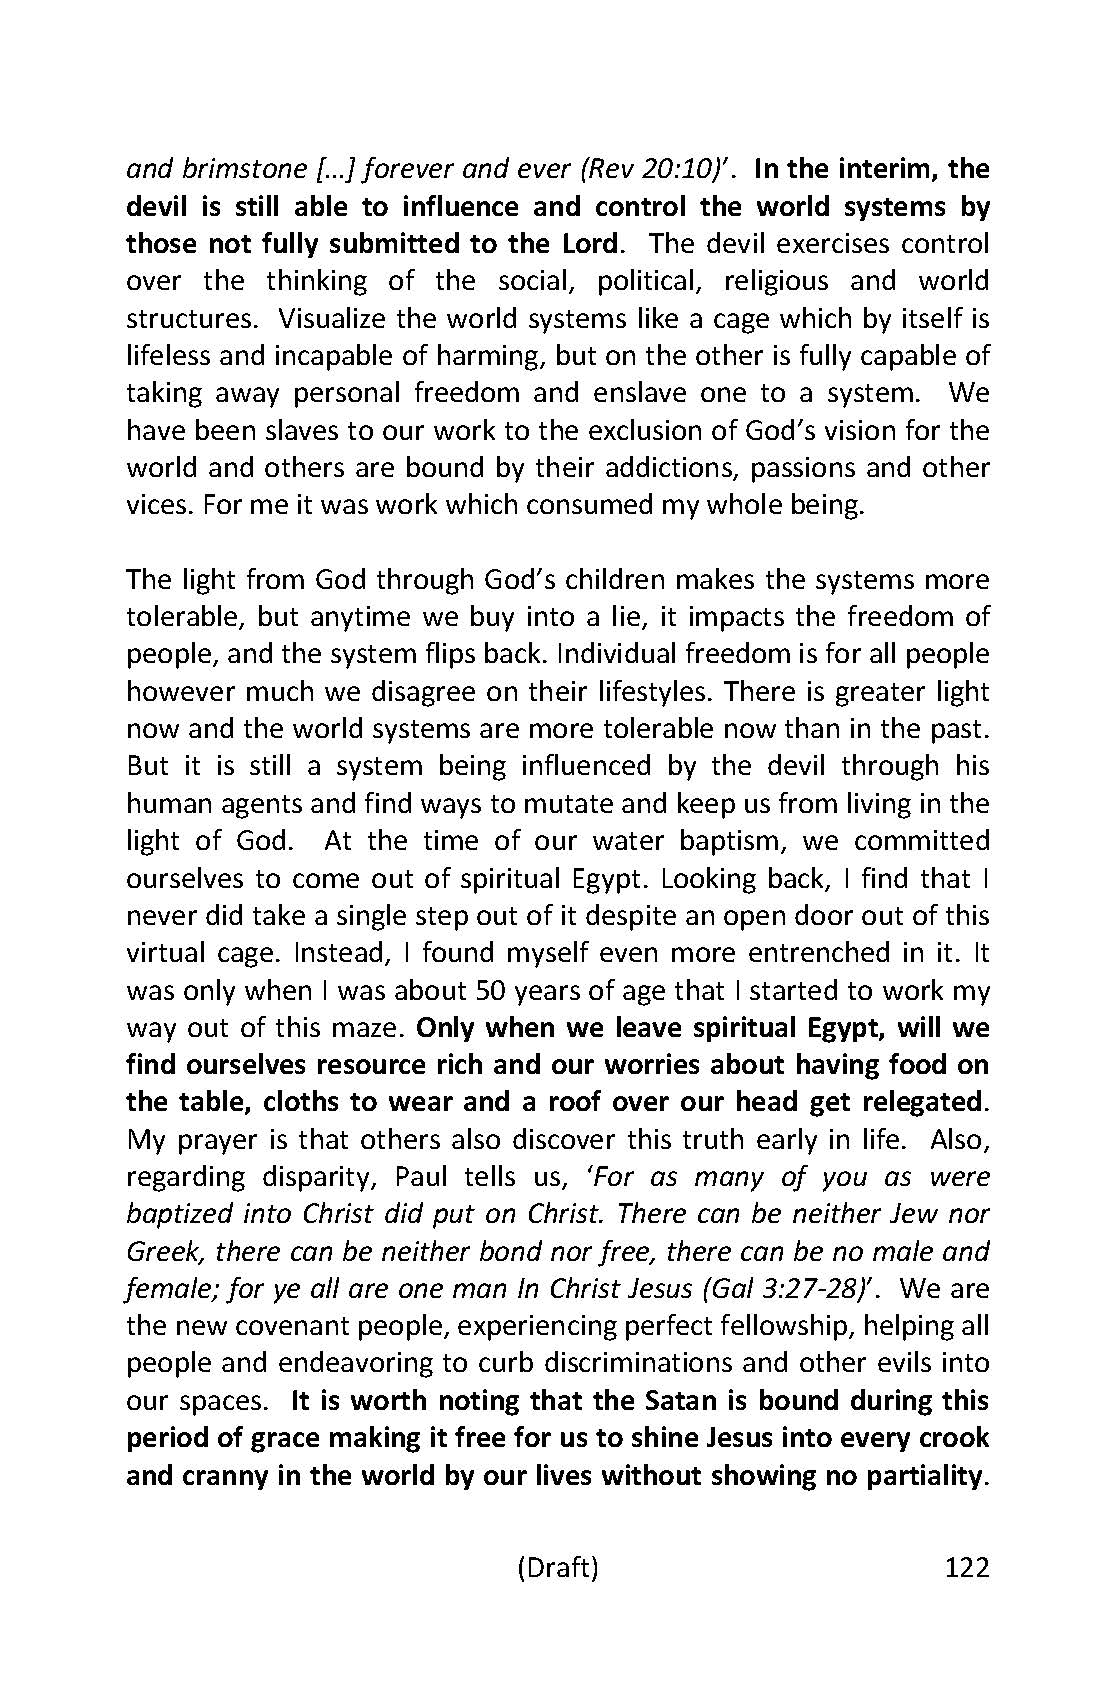 and brimstone […] forever and ever (Rev 20:10)’. In the interim, the
devil is still able to influence and control the world systems by
those not fully submitted to the Lord. The devil exercises control
over the thinking of the social, political, religious and world
structures. Visualize the world systems like a cage which by itself is
lifeless and incapable of harming, but on the other is fully capable of
taking away personal freedom and enslave one to a system. We
have been slaves to our work to the exclusion of God’s vision for the
world and others are bound by their addictions, passions and other
vices. For me it was work which consumed my whole being.
The light from God through God’s children makes the systems more
tolerable, but anytime we buy into a lie, it impacts the freedom of
people, and the system flips back. Individual freedom is for all people
however much we disagree on their lifestyles. There is greater light
now and the world systems are more tolerable now than in the past.
But it is still a system being influenced by the devil through his
human agents and find ways to mutate and keep us from living in the
light of God. At the time of our water baptism, we committed
ourselves to come out of spiritual Egypt. Looking back, I find that I
never did take a single step out of it despite an open door out of this
virtual cage. Instead, I found myself even more entrenched in it. It
was only when I was about 50 years of age that I started to work my
way out of this maze. Only when we leave spiritual Egypt, will we
find ourselves resource rich and our worries about having food on
the table, cloths to wear and a roof over our head get relegated.
My prayer is that others also discover this truth early in life. Also,
regarding disparity, Paul tells us, ‘For as many of you as were
baptized into Christ did put on Christ. There can be neither Jew nor
Greek, there can be neither bond nor free, there can be no male and
female; for ye all are one man In Christ Jesus (Gal 3:27-28)’. We are
the new covenant people, experiencing perfect fellowship, helping all
people and endeavoring to curb discriminations and other evils into
our spaces. It is worth noting that the Satan is bound during this
period of grace making it free for us to shine Jesus into every crook
and cranny in the world by our lives without showing no partiality.
(Draft) 122